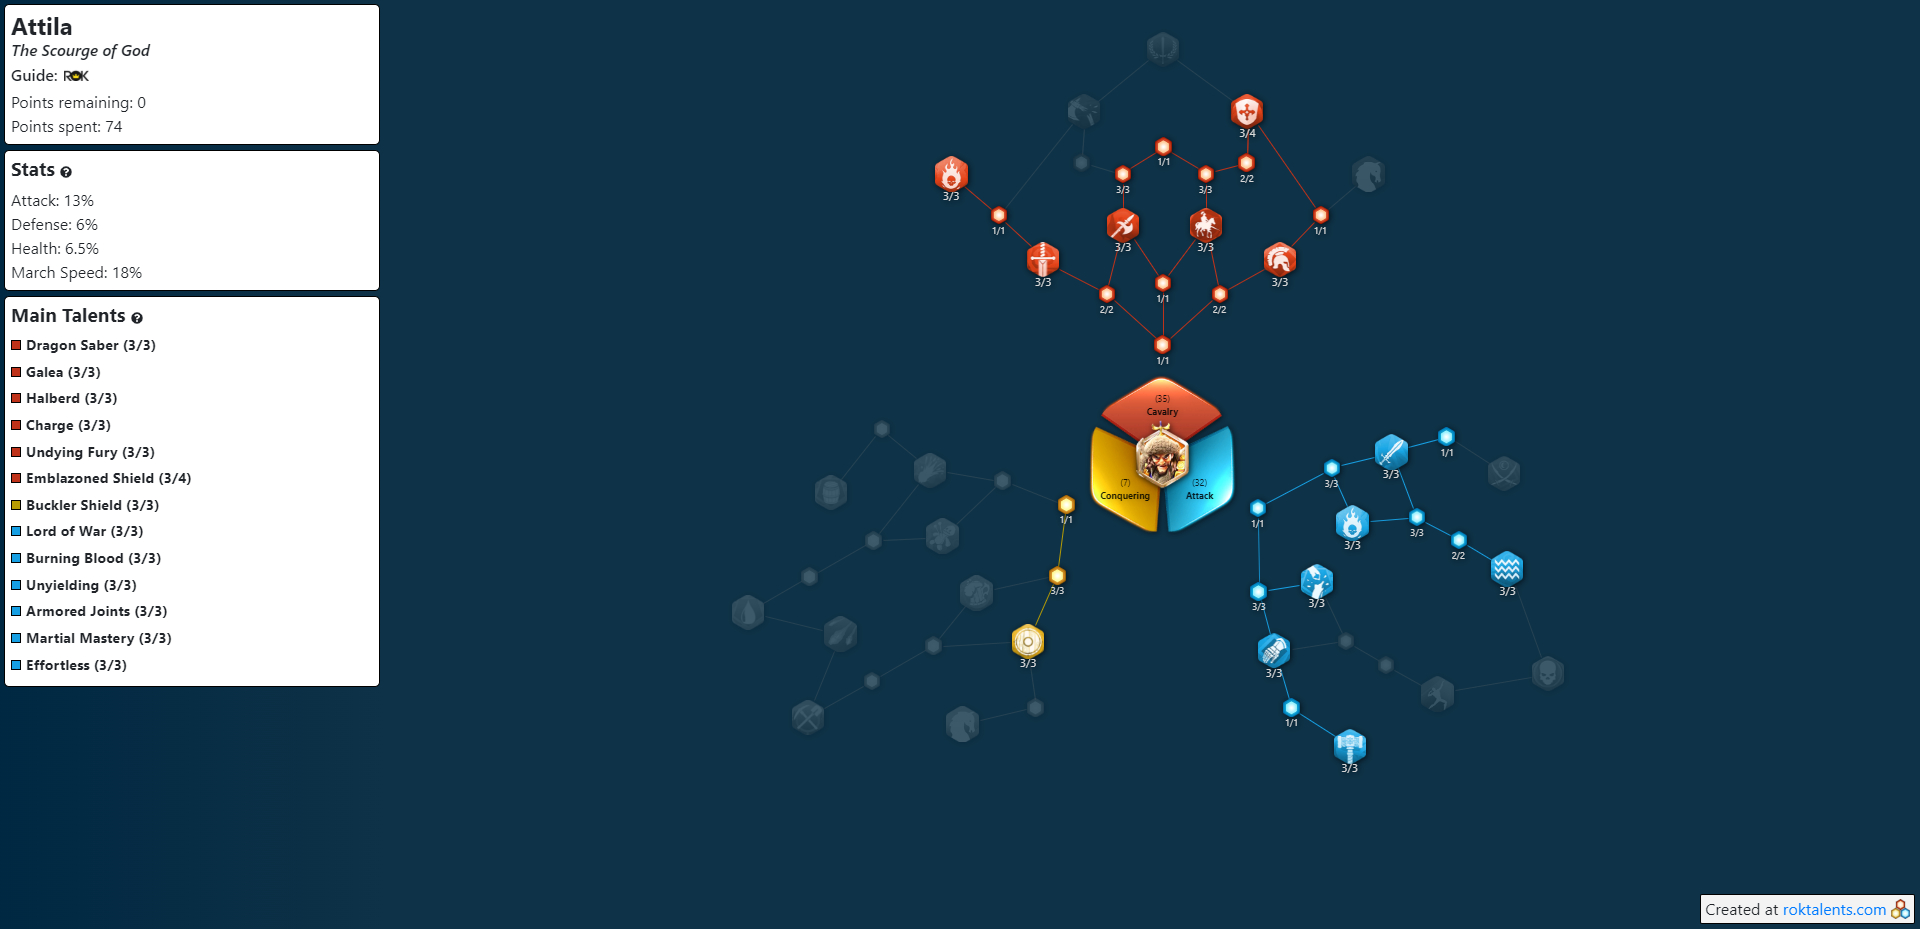 Attila
The Scourge of God
Guide: ROK
Points remaining: 0
Points spent: 74
Stats ?
Attack: 13%
Defense: 6%
Health: 6.5%
March Speed: 18%
Main Talents ?
Dragon Saber (3/3)
Galea (3/3)
Halberd (3/3)
Charge (3/3)
Undying Fury (3/3)
Emblazoned Shield (3/4)
Buckler Shield (3/3)
Lord of War (3/3)
Burning Blood (3/3)
Unyielding (3/3)
Armored Joints (3/3)
Martial Mastery (3/3)
Effortless (3/3)
3/4
1/1
2/2
3/3
3/3
3/3
1/1
1/1
3/3
3/3
3/3
3/3
1/1
2/2
2/2
1/1
(35)
Cavalry
(7)
Conquering
(32)
Attack
1/1
3/3
3/3
1/1
3/3
3/3
1/1
3/3
3/3
2/2
3/3
3/3
3/3
3/3
1/1
3/3
Created at roktalents.com